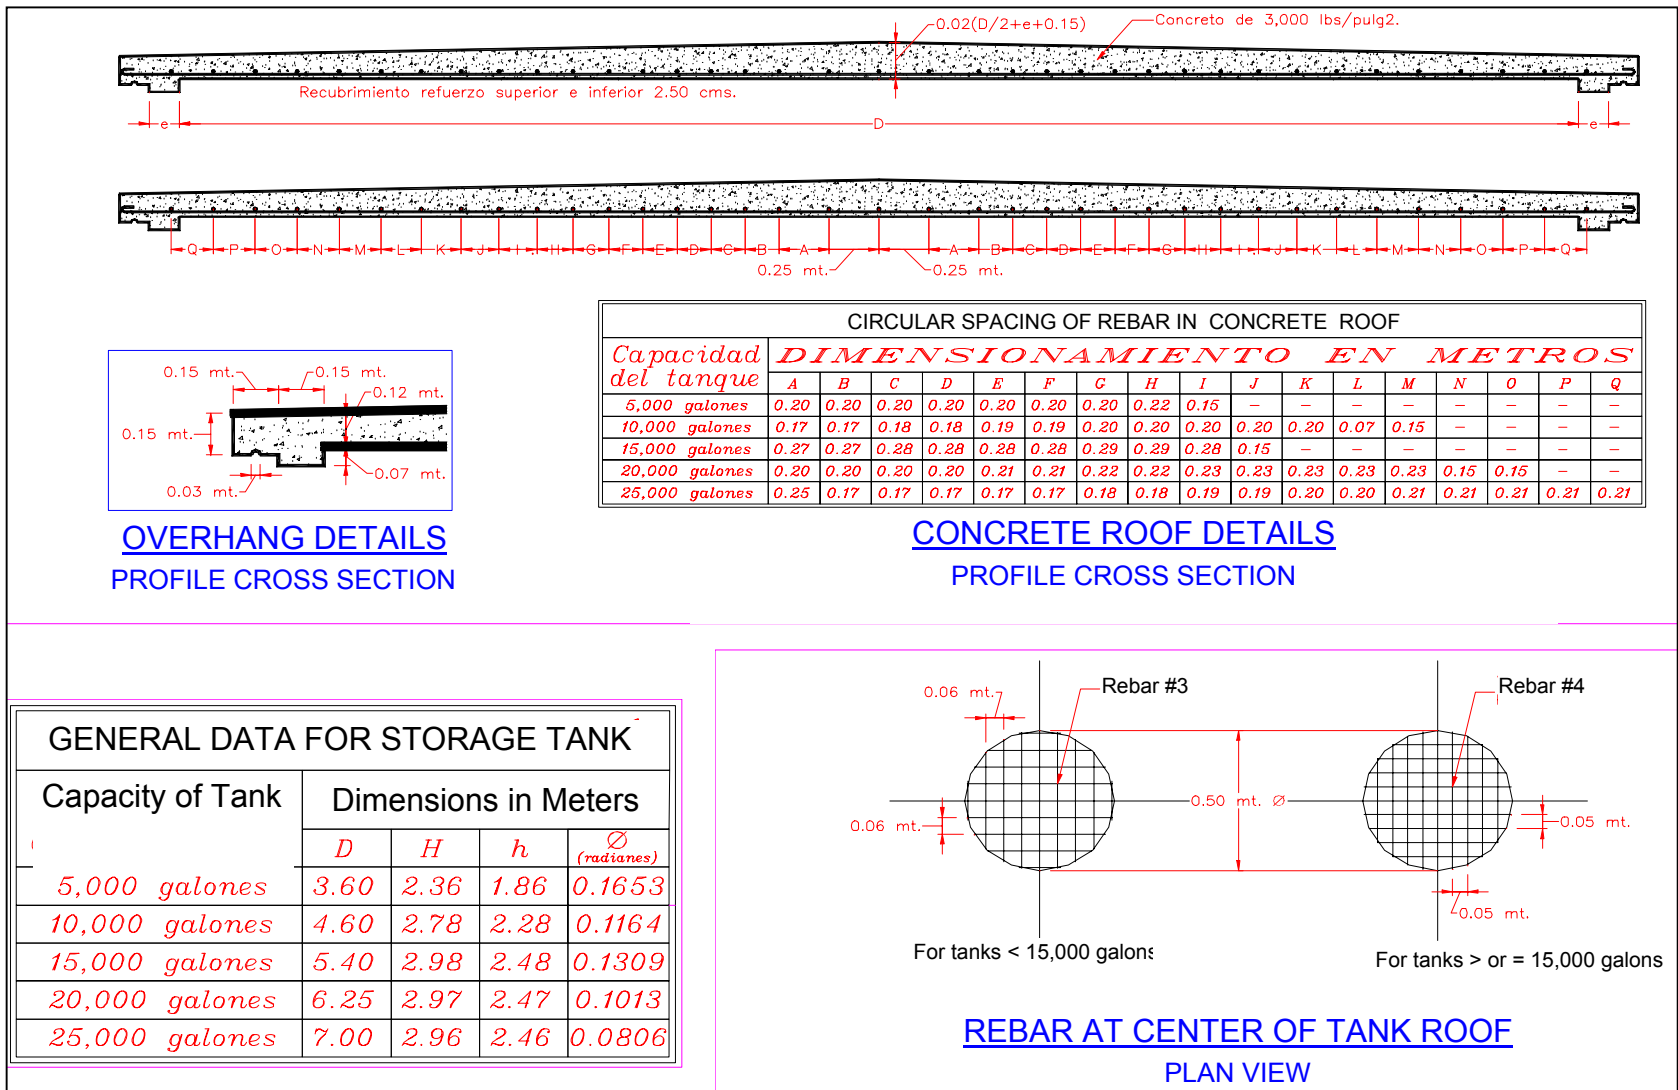 0.02(D/2+e+0.15)
Concreto de 3,000 lbs/pulg2.
Recubrimiento refuerzo superior e inferior 2.50 cms.
e D e
Q P O N M L K J I H G F E D C B A A B C D E F G H I J K L M N O P Q
0.25 mt. 0.25 mt.
CIRCULAR SPACING OF REBAR IN CONCRETE ROOF
Capacidad del tanque DIMENSIONAMIENTO EN METROS
A B C D E F G H I J K L M N O P Q
5,000 galones 0.20 0.20 0.20 0.20 0.20 0.20 0.20 0.22 0.15 – – – – – – – –
10,000 galones 0.17 0.17 0.18 0.18 0.19 0.19 0.20 0.20 0.20 0.20 0.20 0.07 0.15 – – – –
15,000 galones 0.27 0.27 0.28 0.28 0.28 0.28 0.29 0.29 0.28 0.15 – – – – – – –
20,000 galones 0.20 0.20 0.20 0.20 0.21 0.21 0.22 0.22 0.23 0.23 0.23 0.23 0.23 0.15 0.15 – –
25,000 galones 0.25 0.17 0.17 0.17 0.17 0.17 0.18 0.18 0.19 0.19 0.20 0.20 0.21 0.21 0.21 0.21 0.21
CONCRETE ROOF DETAILS
PROFILE CROSS SECTION
0.15 mt. 0.15 mt.
0.12 mt.
0.15 mt.
0.07 mt.
0.03 mt.
OVERHANG DETAILS
PROFILE CROSS SECTION
GENERAL DATA FOR STORAGE TANK
Capacity of Tank Dimensions in Meters
D H h Ø
(radianes)
5,000 galones 3.60 2.36 1.86 0.1653
10,000 galones 4.60 2.78 2.28 0.1164
15,000 galones 5.40 2.98 2.48 0.1309
20,000 galones 6.25 2.97 2.47 0.1013
25,000 galones 7.00 2.96 2.46 0.0806
0.06 mt.
Rebar #3
Rebar #4
0.50 mt. Ø
0.06 mt.
0.05 mt.
0.05 mt.
For tanks < 15,000 galons
For tanks > or = 15,000 galons
REBAR AT CENTER OF TANK ROOF
PLAN VIEW